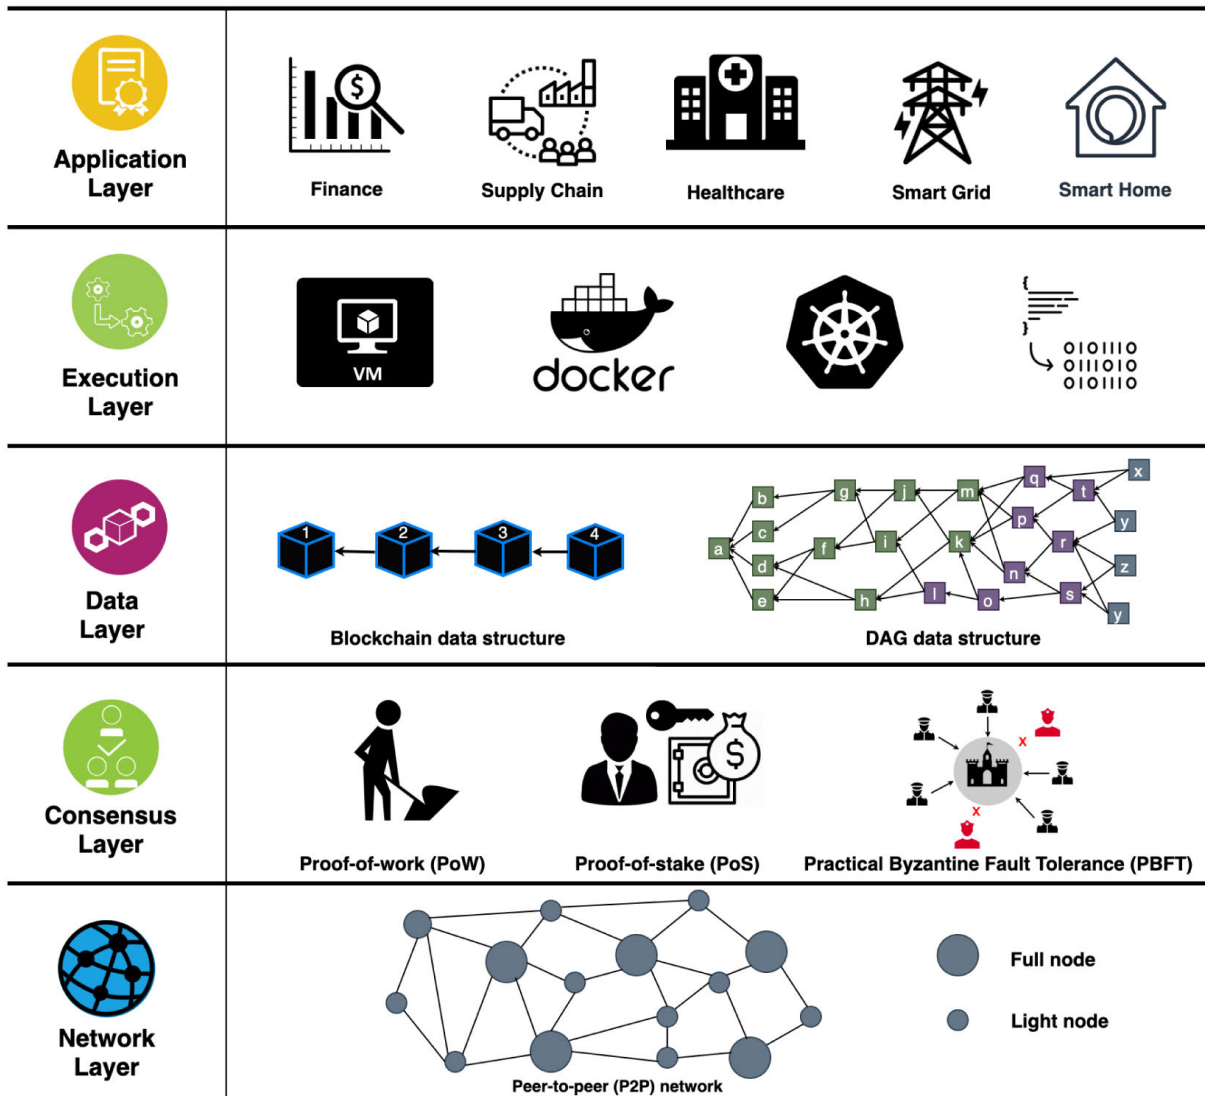 Application
Layer
$
Finance
Supply Chain
Healthcare
Smart Grid
Smart Home
Execution
Layer
VM
docker
{
}
010110
011010
010110
Data
Layer
1 2 3 4
Blockchain data structure
a b c d e f g h i j k l m n o p q r s t x y z y
DAG data structure
Consensus
Layer
Proof-of-work (PoW)
$
Proof-of-stake (PoS)
x
x
Practical Byzantine Fault Tolerance (PBFT)
Network
Layer
Peer-to-peer (P2P) network
Full node
Light node